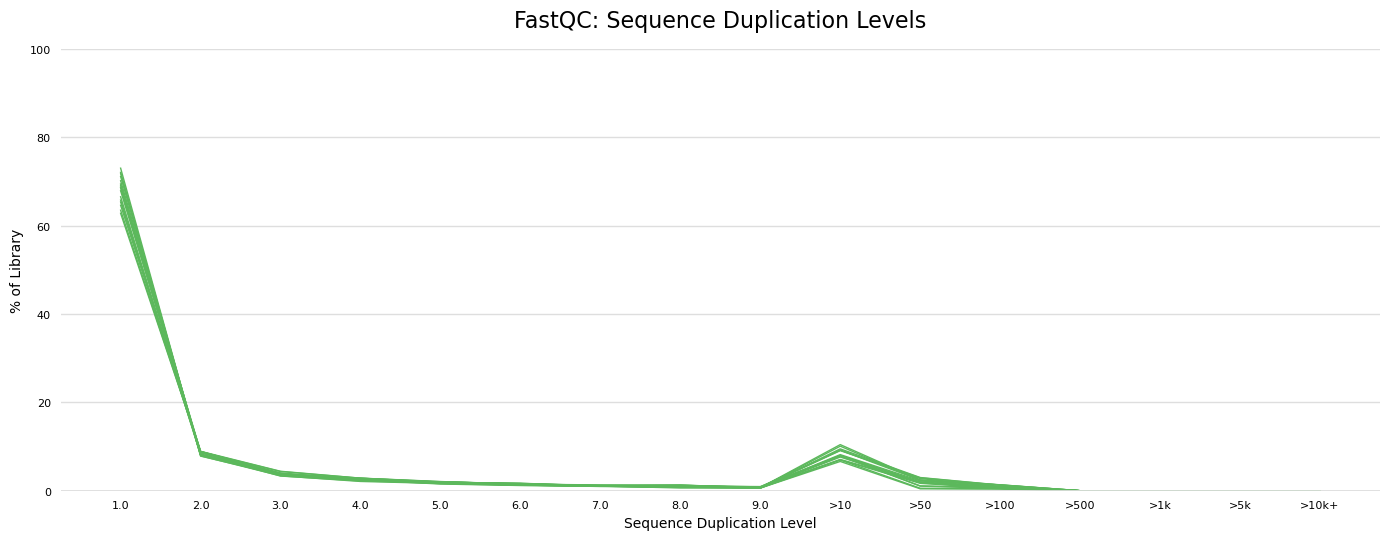 FastQC: Sequence Duplication Levels
100
80
60
40
20
0
% of Library
1.0 2.0 3.0 4.0 5.0 6.0 7.0 8.0 9.0 >10 >50 >100 >500 >1k >5k >10k+
Sequence Duplication Level